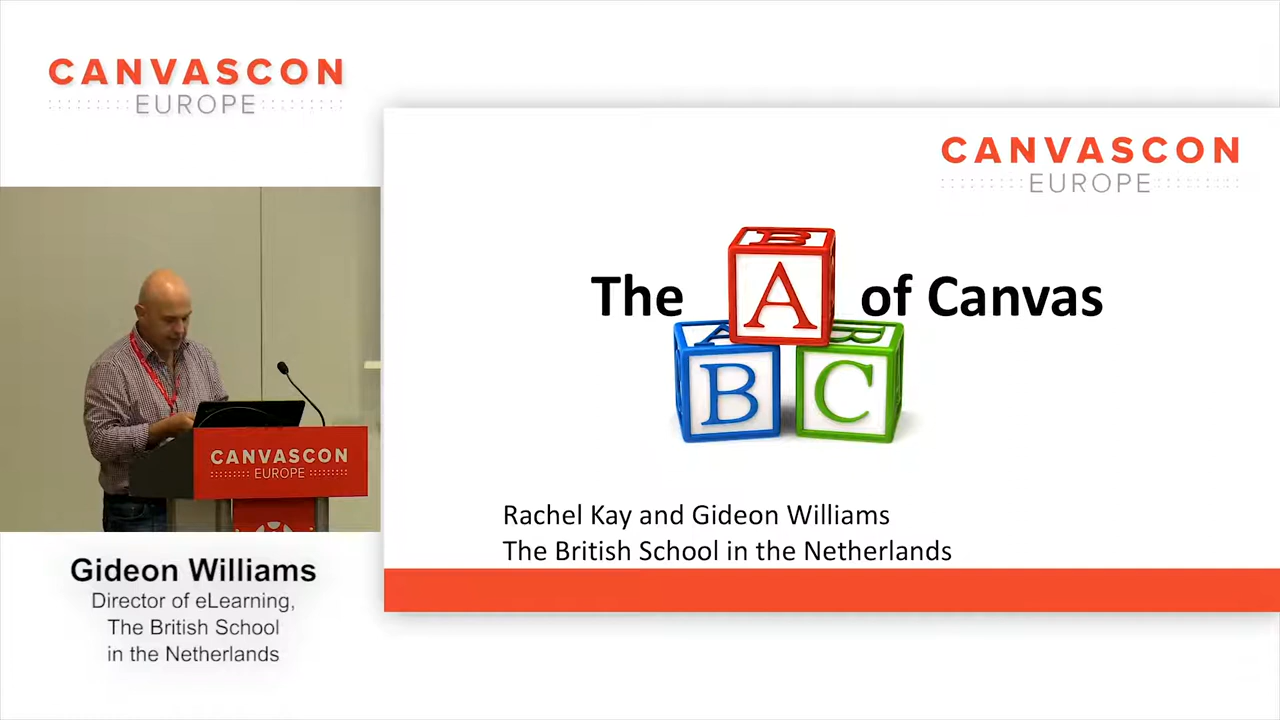 CANVASCON
EUROPE
CANVASCON
EUROPE
The A of Canvas
B C
Rachel Kay and Gideon Williams
The British School in the Netherlands
CANVASCON
EUROPE
Gideon Williams
Director of eLearning,
The British School
in the Netherlands